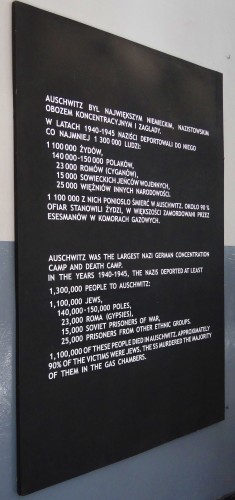 AUSCHWITZ BYŁ NAJWIĘKSZYM NIEMIECKIM, NAZISTOWSKIM
OBOZEM KONCENTRACYJNYM I ZAGŁADY.
W LATACH 1940-1945 NAZIŚCI DEPORTOWALI DO NIEGO
CO NAJMNIEJ 1 300 000 LUDZI:
1 100 000 ŻYDÓW,
140 000-150 000 POLAKÓW,
23 000 ROMÓW (CYGANÓW),
15 000 SOWIECKICH JEŃCÓW WOJENNYCH,
25 000 WIĘŹNIÓW INNYCH NARODOWOŚCI.
1 100 000 Z NICH PONIOSŁO ŚMIERĆ W AUSCHWITZ. OKOŁO 90 %
OFIAR STANOWILI ŻYDZI, W WIĘKSZOŚCI ZAMORDOWANI PRZEZ
ESESMANÓW W KOMORACH GAZOWYCH.
AUSCHWITZ WAS THE LARGEST NAZI GERMAN CONCENTRATION
CAMP AND DEATH CAMP.
IN THE YEARS 1940-1945, THE NAZIS DEPORTED AT LEAST
1,300,000 PEOPLE TO AUSCHWITZ:
1,100,000 JEWS,
140,000-150,000 POLES,
23,000 ROMA (GYPSIES),
15,000 SOVIET PRISONERS OF WAR,
25,000 PRISONERS FROM OTHER ETHNIC GROUPS.
1,100,000 OF THESE PEOPLE DIED IN AUSCHWITZ. APPROXIMATELY
90% OF THE VICTIMS WERE JEWS. THE SS MURDERED THE MAJORITY
OF THEM IN THE GAS CHAMBERS.